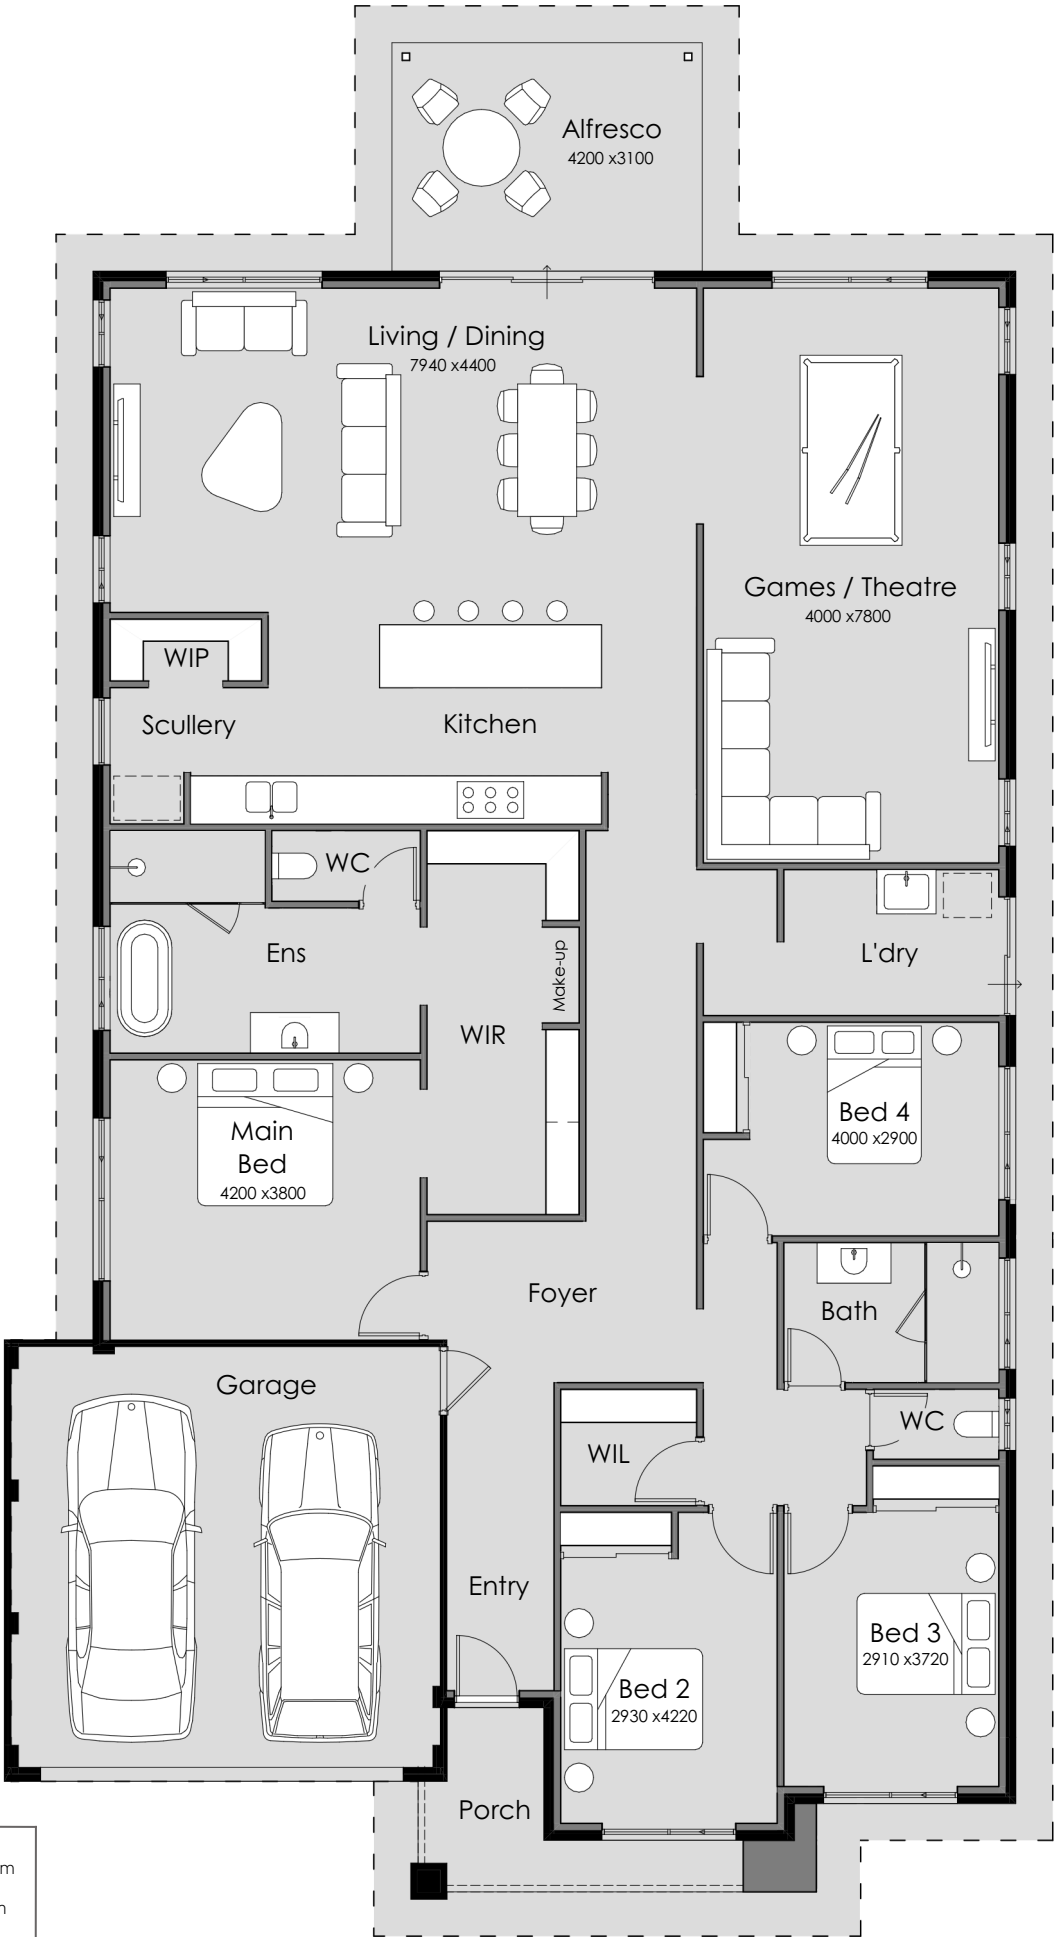 Alfresco
4200 x3100
Living / Dining
7940 x4400
Games / Theatre
4000 x7800
WIP
Scullery
Kitchen
WC
Ens
Make-up
WIR
L'dry
Main
Bed
4200 x3800
Bed 4
4000 x2900
Foyer
Bath
Garage
WC
WIL
Entry
Bed 3
2910 x3720
Bed 2
2930 x4220
Porch
m